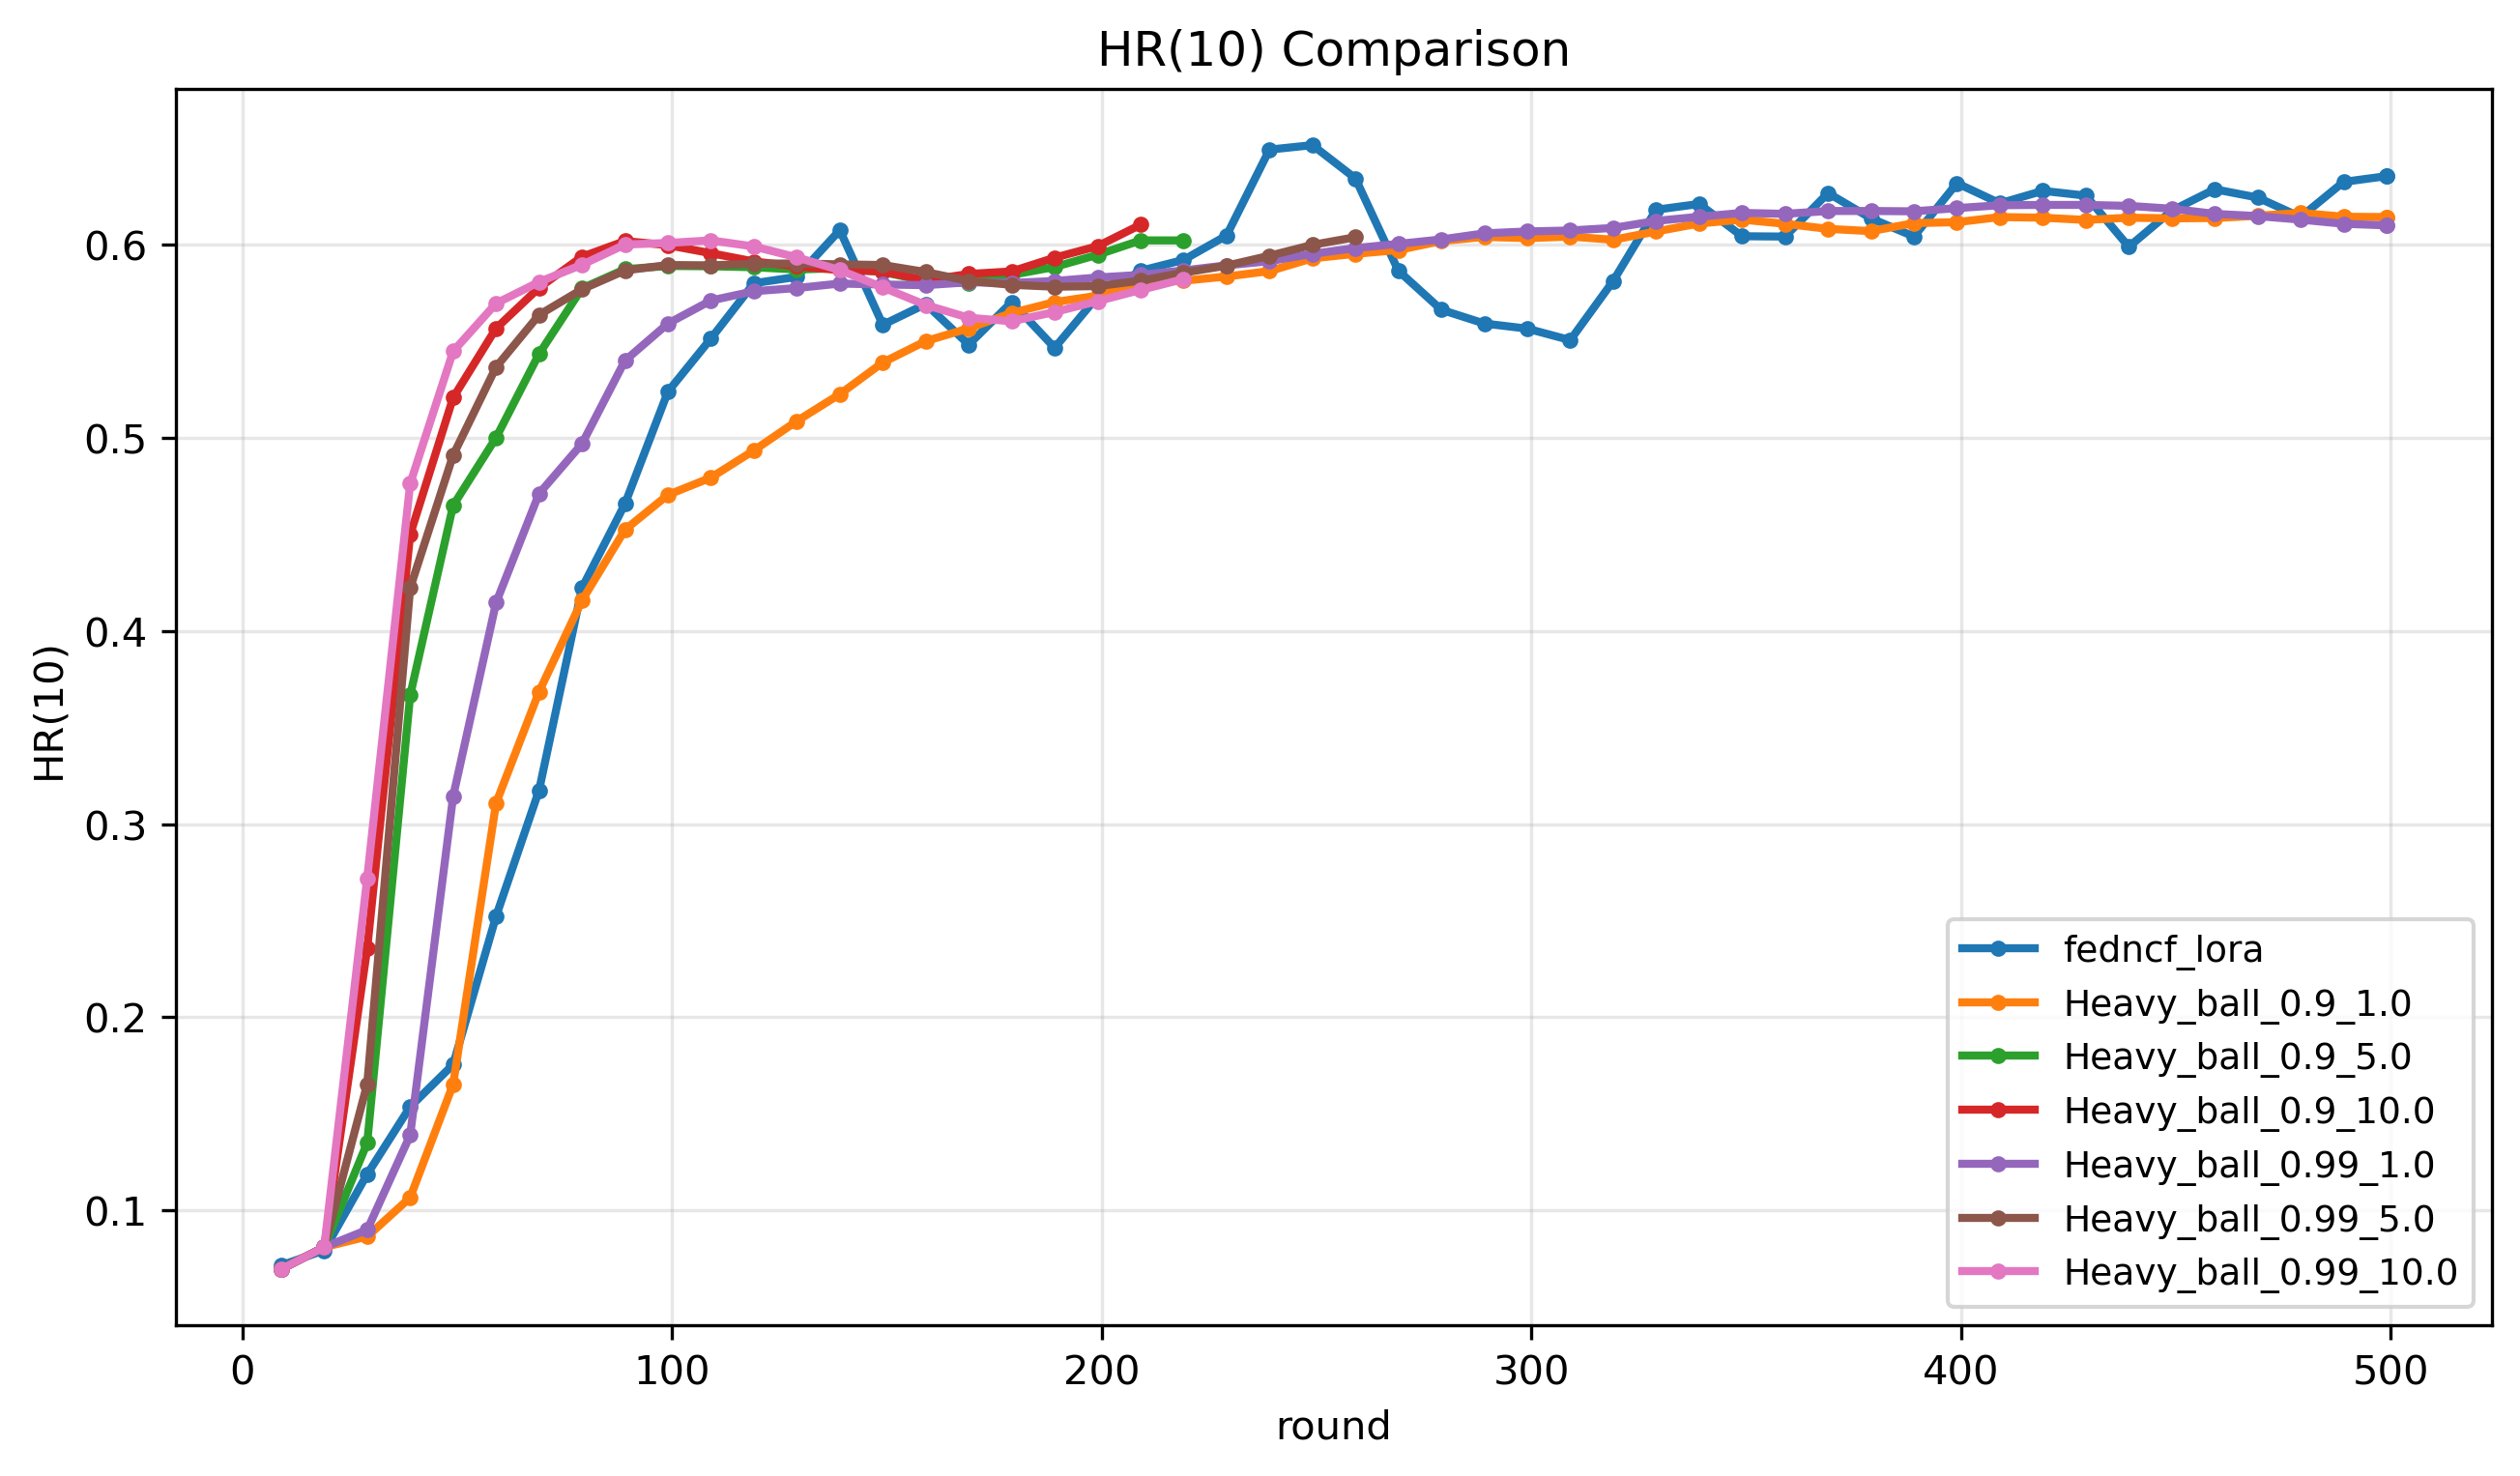 HR(10) Comparison
HR(10)
0.6
0.5
0.4
0.3
0.2
0.1
0 100 200 300 400 500
round
fedncf_lora
Heavy_ball_0.9_1.0
Heavy_ball_0.9_5.0
Heavy_ball_0.9_10.0
Heavy_ball_0.99_1.0
Heavy_ball_0.99_5.0
Heavy_ball_0.99_10.0